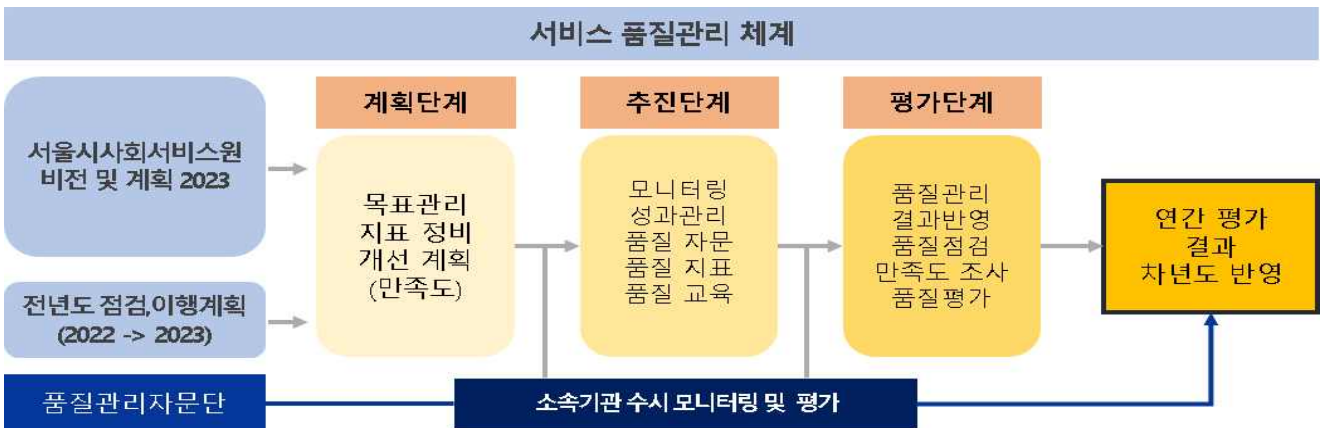 서비스 품질관리 체계
서울시사회서비스원
비전 및 계획 2023
전년도 점검,이행계획
(2022 -> 2023)
품질관리자문단
계획단계
목표관리
지표 정비
개선 계획
(만족도)
추진단계
모니터링
성과관리
품질 자문
품질 지표
품질 교육
평가단계
품질관리
결과반영
품질점검
만족도 조사
품질평가
연간 평가
결과
차년도 반영
소속기관 수시 모니터링 및 평가